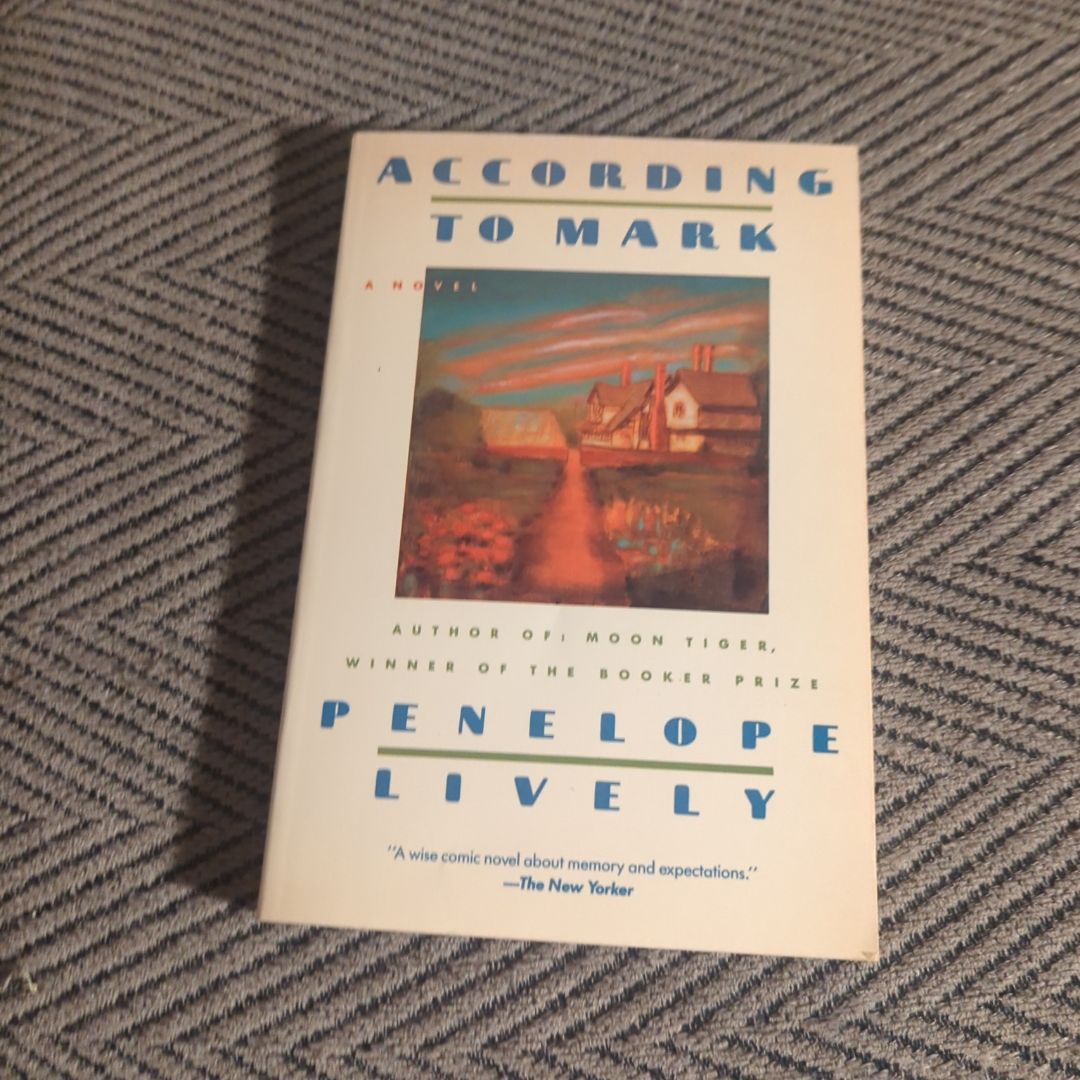 ACCORDING
TO MARK
A NOVEL
AUTHOR OF: MOON TIGER,
WINNER OF THE BOOKER PRIZE
PENELOPE
LIVELY
"A wise comic novel about memory and expectations."
—The New Yorker